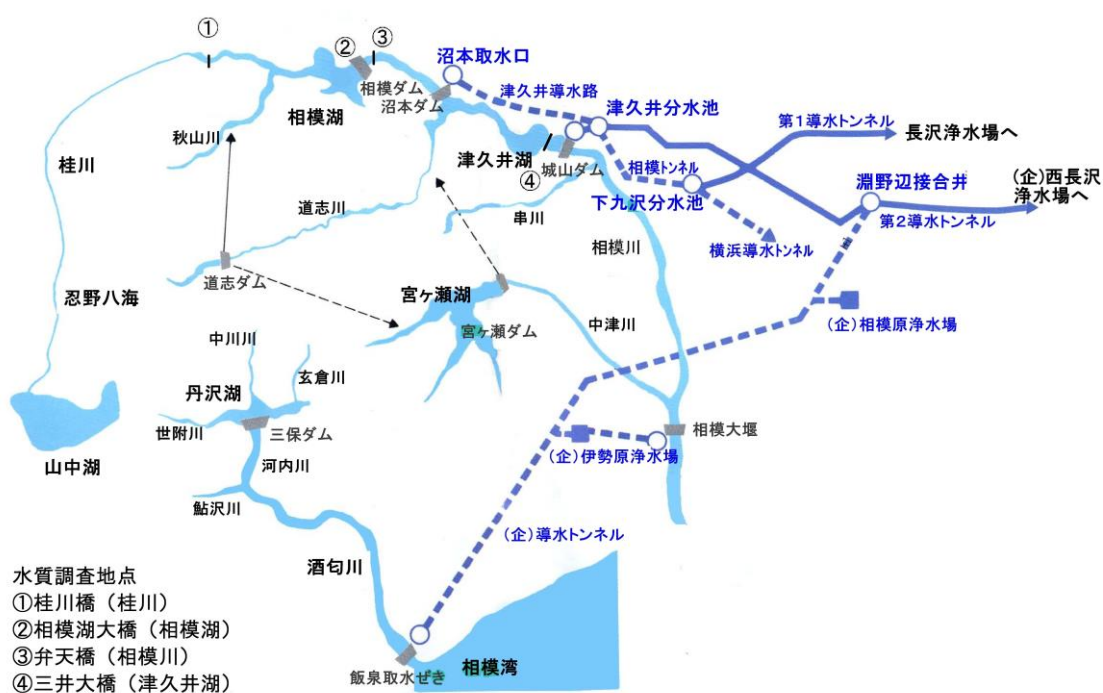 ①
②
③
沼本取水口
相模ダム
沼本ダム
津久井導水路
津久井分水池
第1導水トンネル
長沢浄水場へ
相模湖
秋山川
桂川
津久井湖
④
城山ダム
相模トンネル
下九沢分水池
淵野辺接合井
(企)西長沢
浄水場へ
第2導水トンネル
横浜導水トンネル
道志川
串川
相模川
道志ダム
忍野八海
宮ヶ瀬湖
宮ヶ瀬ダム
中津川
(企)相模原浄水場
中川川
玄倉川
丹沢湖
世附川
三保ダム
相模大堰
山中湖
河内川
(企)伊勢原浄水場
鮎沢川
(企)導水トンネル
酒匂川
飯泉取水ぜき
相模湾
水質調査地点
①桂川橋（桂川）
②相模湖大橋（相模湖）
③弁天橋（相模川）
④三井大橋（津久井湖）